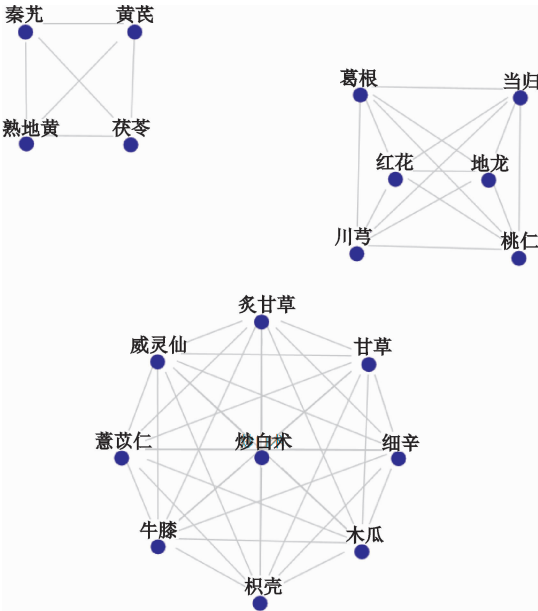 秦艽 黄芪
熟地黄 茯苓
葛根 当归
红花 地龙
川芎 桃仁
炙甘草
威灵仙 甘草
薏苡仁 炒白术 细辛
牛膝 木瓜
枳壳